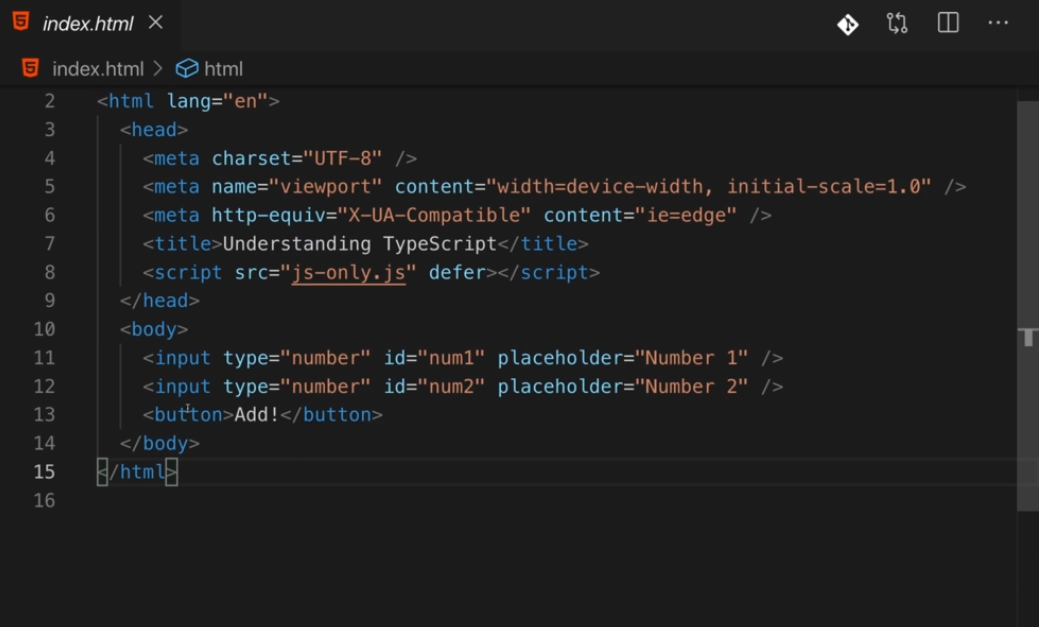 index.html
index.html > html
2 <html lang="en">
3 <head>
4 <meta charset="UTF-8" />
5 <meta name="viewport" content="width=device-width, initial-scale=1.0" />
6 <meta http-equiv="X-UA-Compatible" content="ie=edge" />
7 <title>Understanding TypeScript</title>
8 <script src="js-only.js" defer></script>
9 </head>
10 <body>
11 <input type="number" id="num1" placeholder="Number 1" />
12 <input type="number" id="num2" placeholder="Number 2" />
13 <button>Add!</button>
14 </body>
15 </html>
16